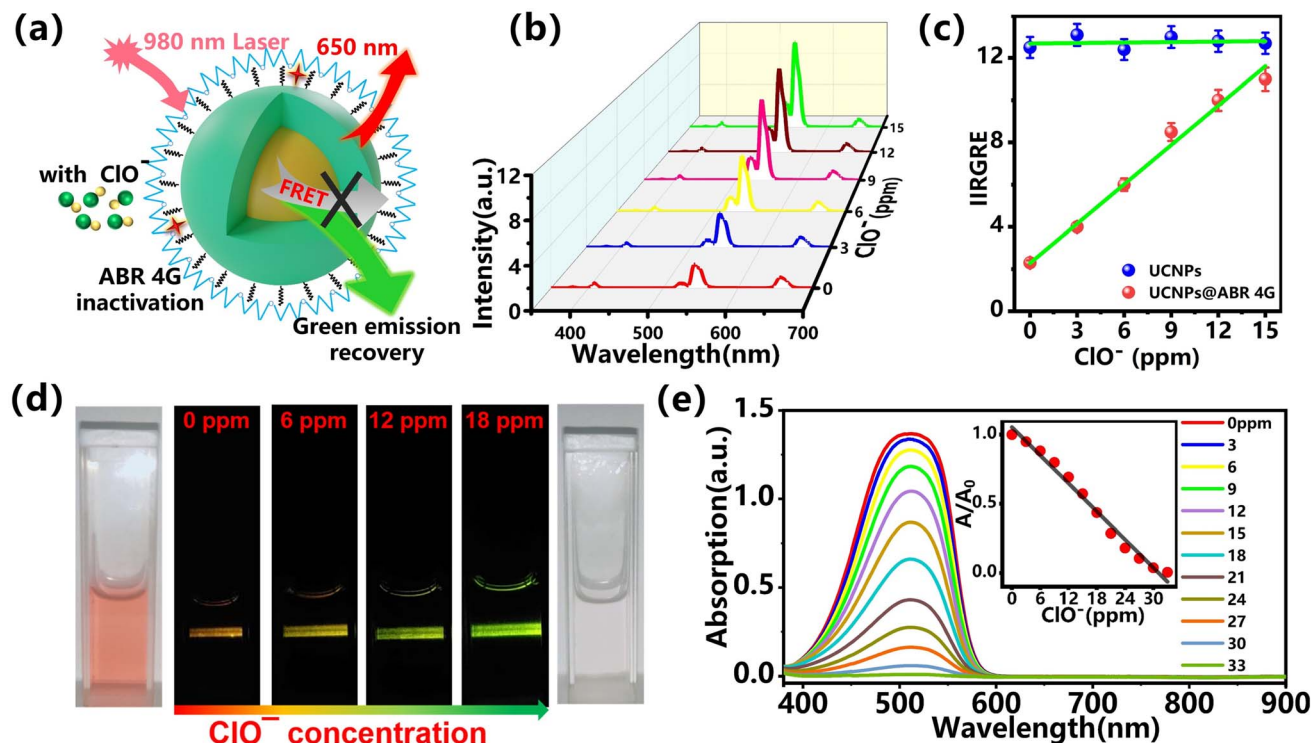 (a)
980 nm Laser
650 nm
with ClO⁻
FRET
ABR 4G
inactivation
Green emission
recovery
(b)
Intensity(a.u.)
12
8
4
0
400
500
600
700
Wavelength(nm)
15
12
9
6
3
0
ClO⁻(ppm)
(c)
IIRGRE
12
8
4
0
UCNPs
UCNPs@ABR 4G
0
3
6
9
12
15
ClO⁻ (ppm)
(d)
0 ppm
6 ppm
12 ppm
18 ppm
ClO⁻ concentration
(e)
Absorption(a.u.)
1.5
1.0
0.5
0.0
400
500
600
700
800
900
Wavelength(nm)
A/A₀
1.0
0.5
0.0
0
6
12
18
24
30
ClO⁻(ppm)
0ppm
3
6
9
12
15
18
21
24
27
30
33